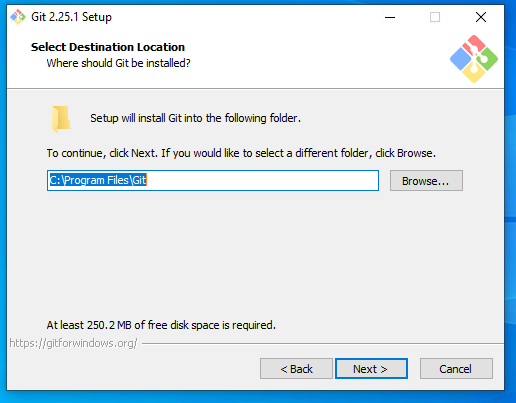 Git 2.25.1 Setup
Select Destination Location
Where should Git be installed?
Setup will install Git into the following folder.
To continue, click Next. If you would like to select a different folder, click Browse.
C:\Program Files\Git
Browse...
At least 250.2 MB of free disk space is required.
https://gitforwindows.org/
< Back
Next >
Cancel